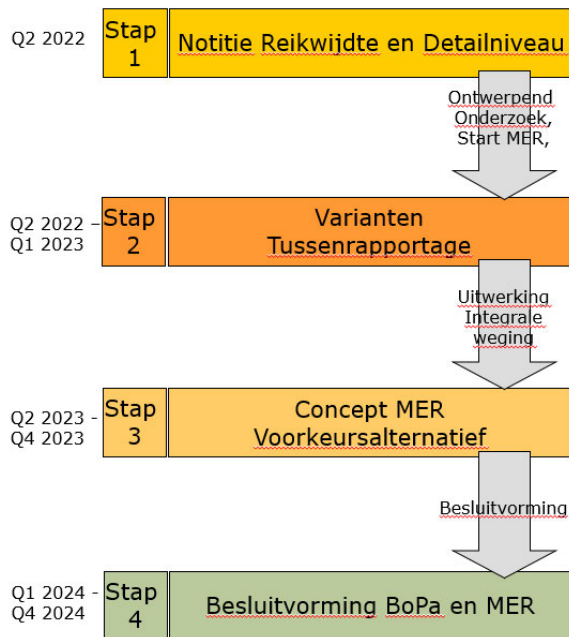 Q2 2022
Stap
1
Notitie Reikwijdte en Detailniveau
Ontwerpend
Onderzoek,
Start MER,
Q2 2022 –
Q1 2023
Stap
2
Varianten
Tussenrapportage
Uitwerking
Integrale
weging
Q2 2023 -
Q4 2023
Stap
3
Concept MER
Voorkeursalternatief
Besluitvorming
Q1 2024 -
Q4 2024
Stap
4
Besluitvorming BoPa en MER